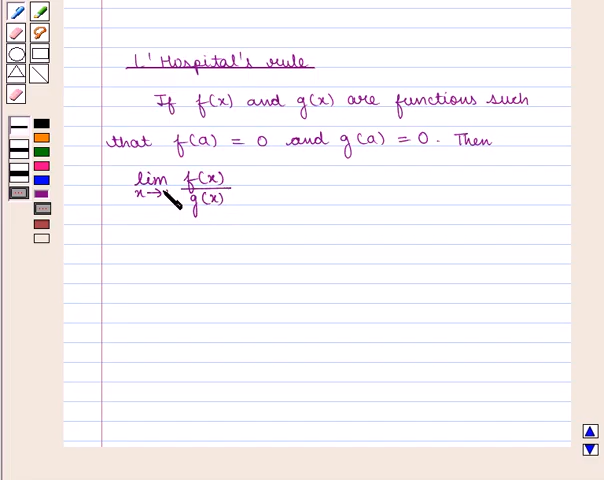 L'Hospital's rule
If f(x) and g(x) are functions such
that f(a) = 0 and g(a) = 0. Then
lim f(x)
x→ g(x)